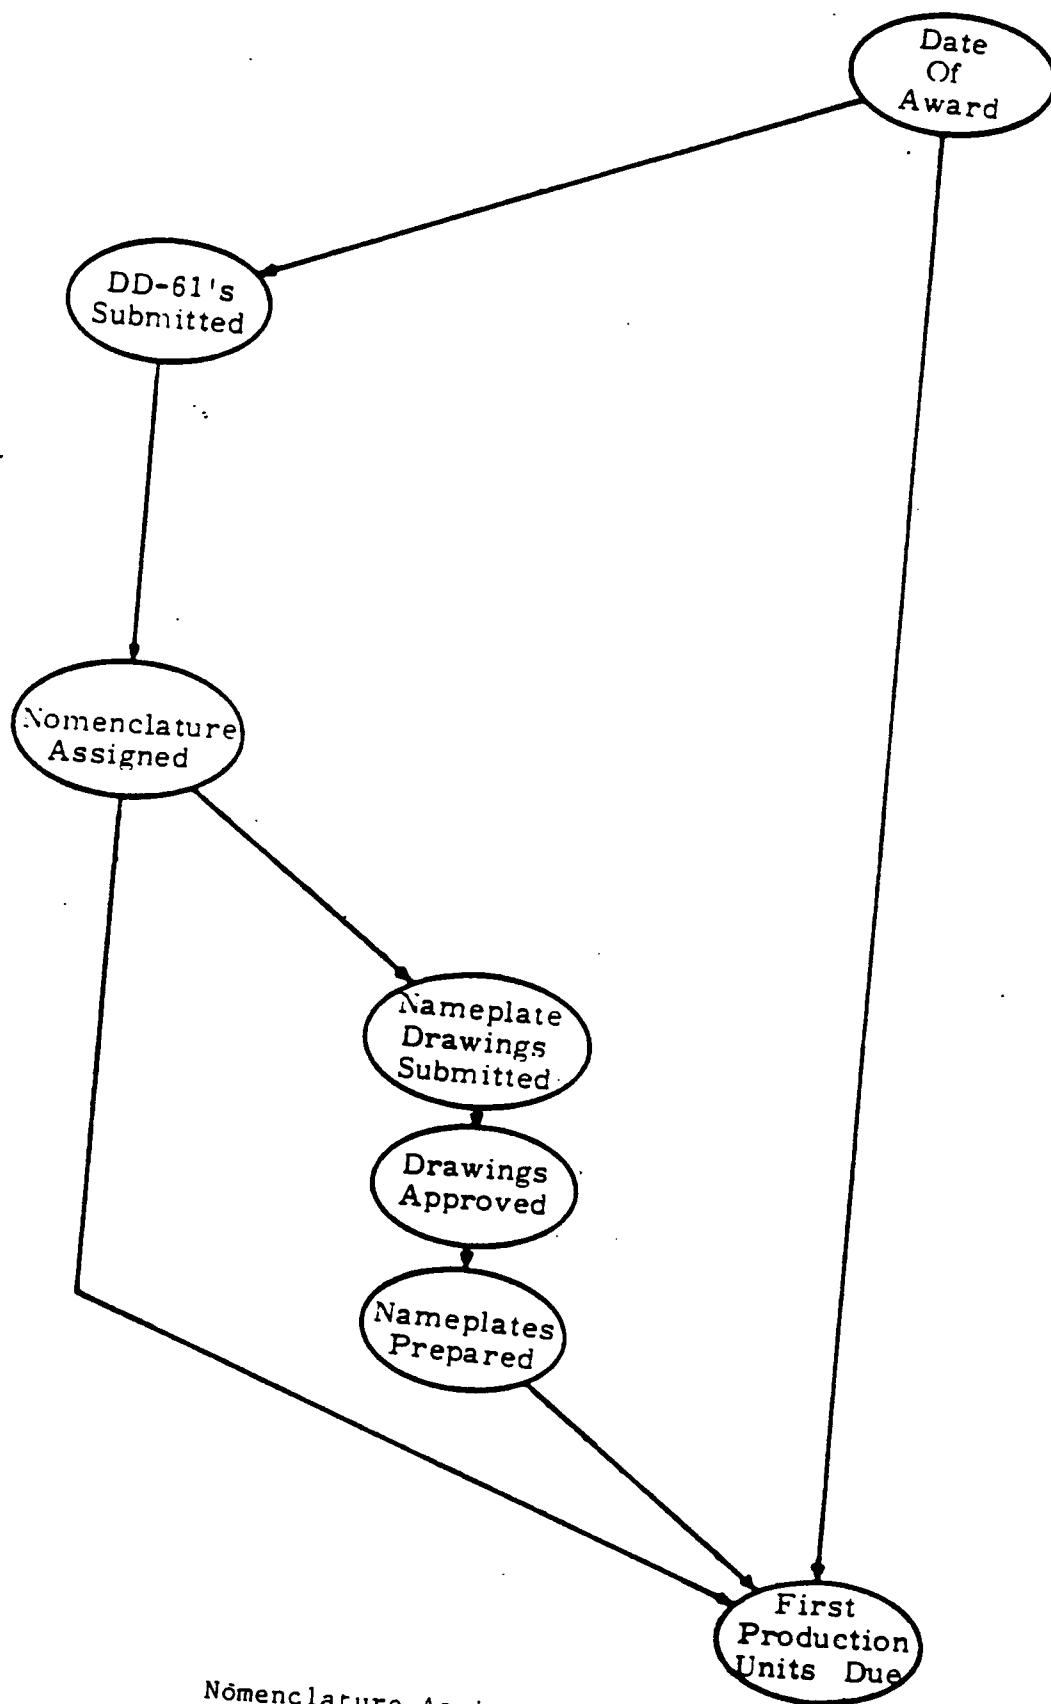 Date
Of
Award
DD-61's
Submitted
Nomenclature
Assigned
Nameplate
Drawings
Submitted
Drawings
Approved
Nameplates
Prepared
First
Production
Units Due
Nomenclature